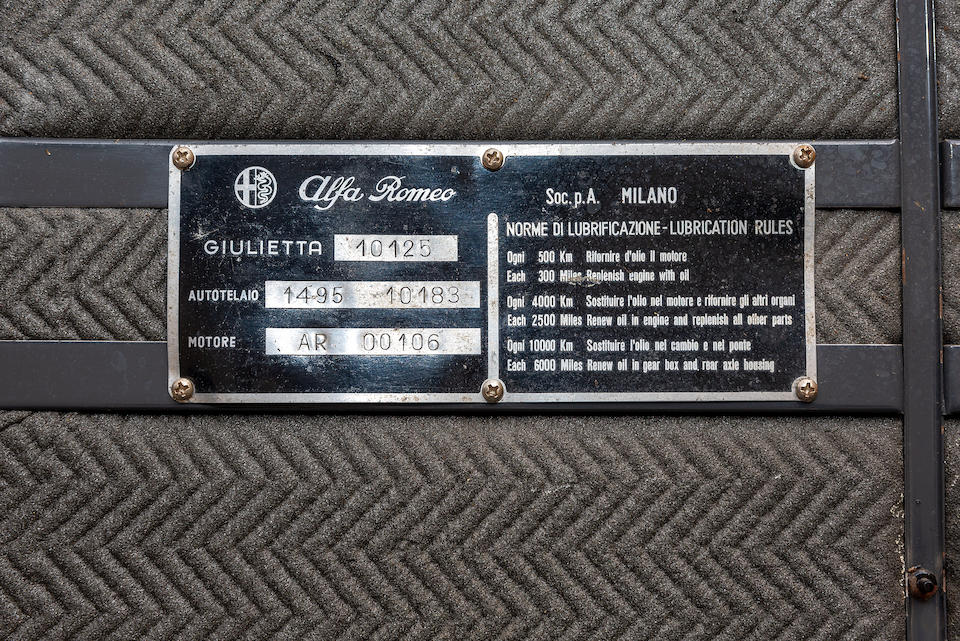 Alfa Romeo
GIULIETTA 10125
AUTOTELAIO 1495 10183
MOTORE AR 00106
Soc.p.A. MILANO
NORME DI LUBRIFICAZIONE-LUBRICATION RULES
Ogni 500 Km Rifornire d'olio il motore
Each 300 Miles Replenish engine with oil
Ogni 4000 Km Sostituire l'olio nel motore e rifornire gli altri organi
Each 2500 Miles Renew oil in engine and replenish all other parts
Ogni 10000 Km Sostituire l'olio nel cambio e nel ponte
Each 6000 Miles Renew oil in gear box and rear axle housing